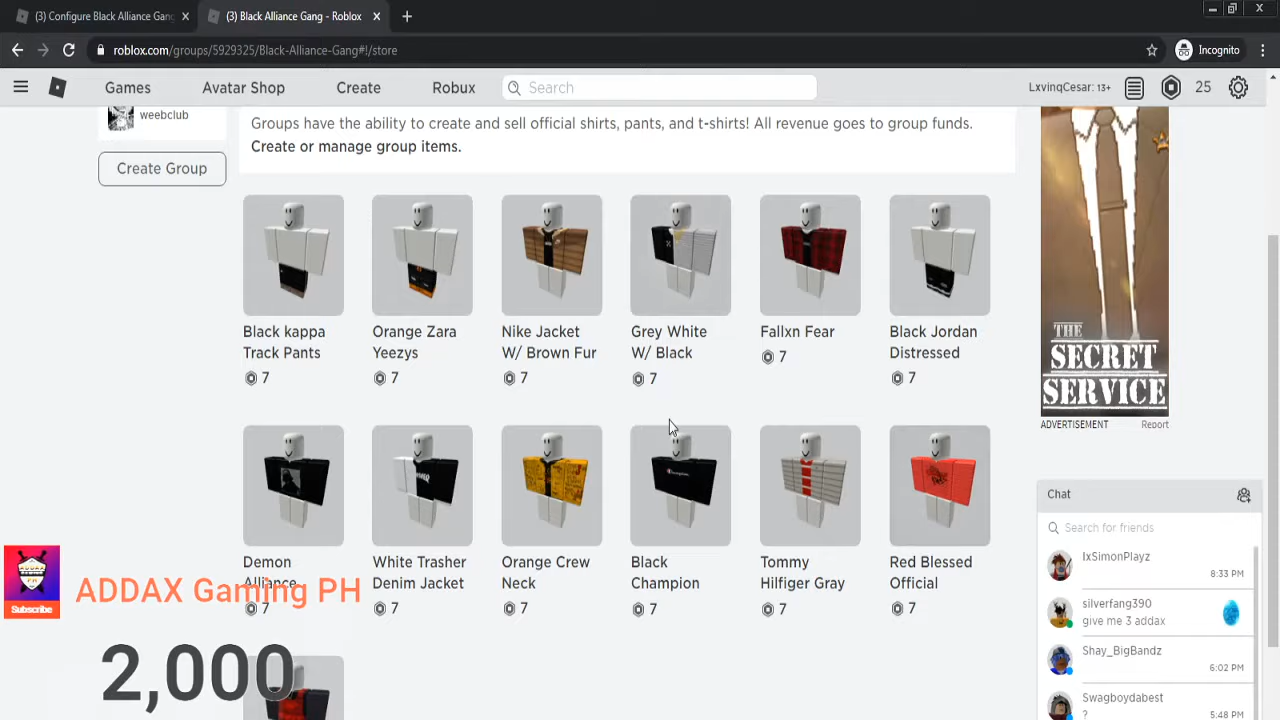 (3) Configure Black Alliance Gang
(3) Black Alliance Gang - Roblox
roblox.com/groups/5929325/Black-Alliance-Gang#!/store
Incognito
Games
Avatar Shop
Create
Robux
Search
LxvinqCesar: 13+
25
weebclub
Create Group
Groups have the ability to create and sell official shirts, pants, and t-shirts! All revenue goes to group funds.
Create or manage group items.
Black kappa
Track Pants
7
Orange Zara
Yeezys
7
Nike Jacket
W/ Brown Fur
7
Grey White
W/ Black
7
Fallxn Fear
7
Black Jordan
Distressed
7
Demon
Alliance
7
White Trasher
Denim Jacket
7
Orange Crew
Neck
7
Black
Champion
7
Tommy
Hilfiger Gray
7
Red Blessed
Official
7
THE
SECRET
SERVICE
ADVERTISEMENT
Report
Chat
Search for friends
IxSimonPlayz
8:33 PM
silverfang390
give me 3 addax
Shay_BigBandz
6:02 PM
Swagboydabest
?
5:48 PM
Subscribe
ADDAX Gaming PH
2,000